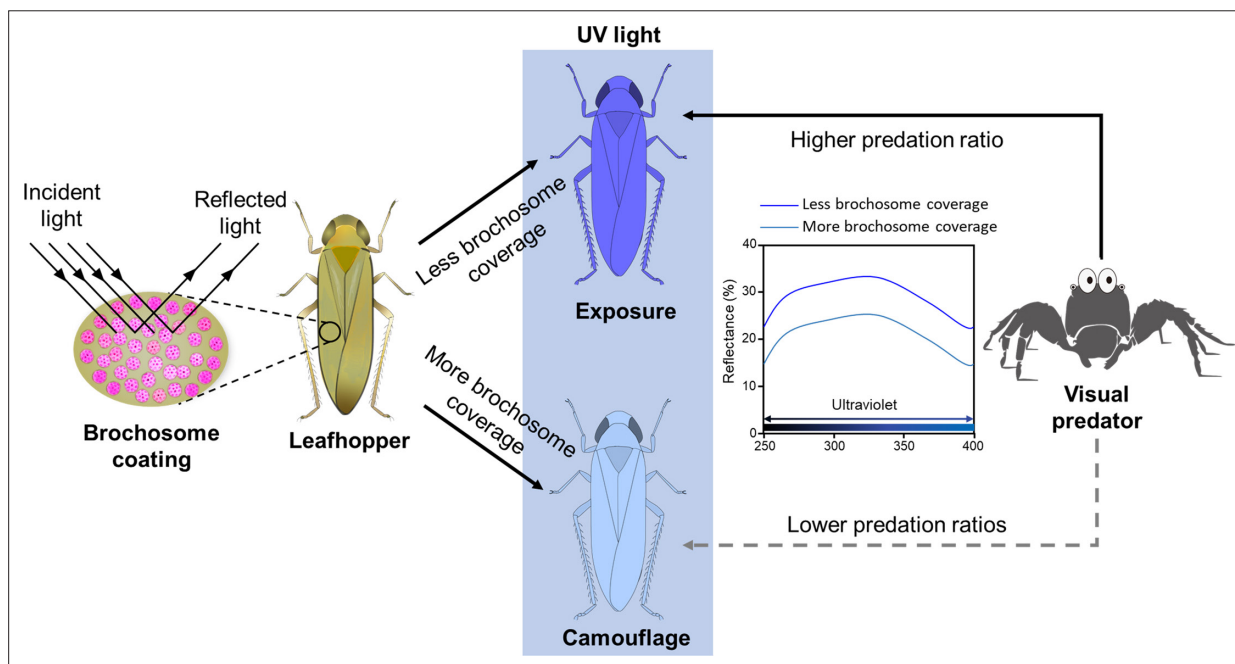 UV light
Incident
light
Reflected
light
Brochosome
coating
Leafhopper
Less brochosome
coverage
More brochosome
coverage
Exposure
Camouflage
Higher predation ratio
Less brochosome coverage
More brochosome coverage
Reflectance (%)
40
30
20
10
0
Ultraviolet
250
300
350
400
Visual
predator
Lower predation ratios